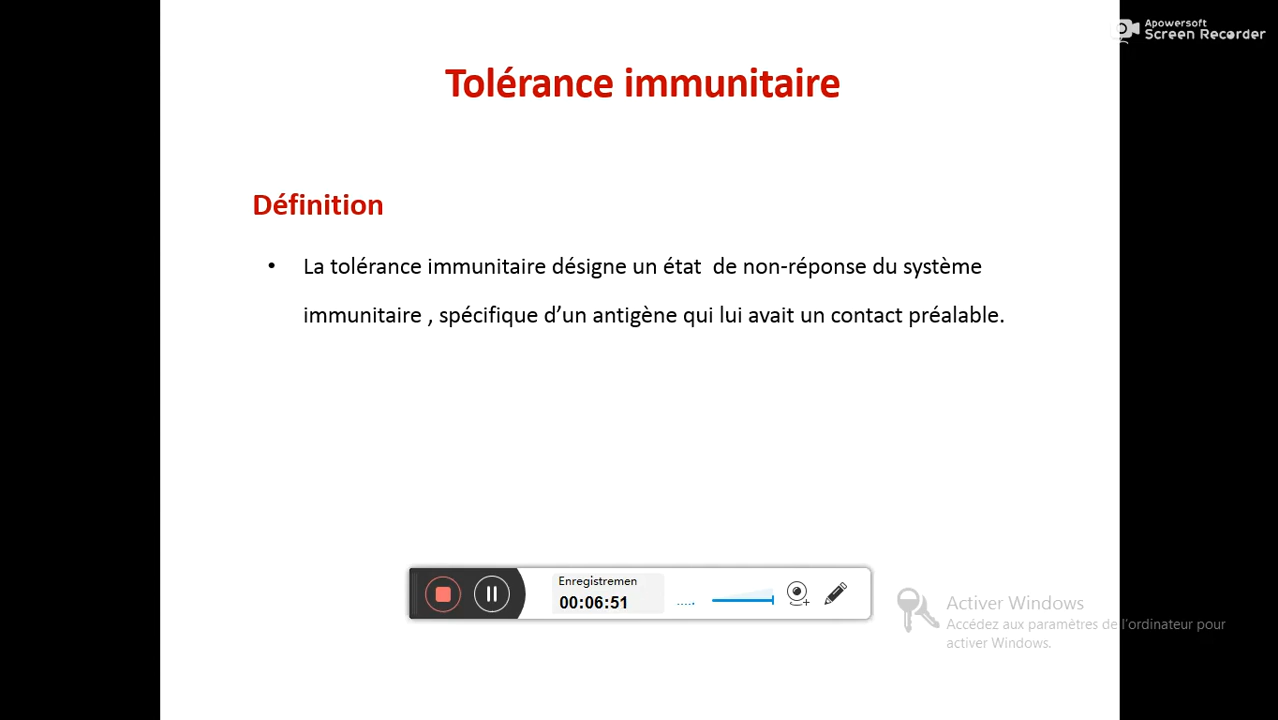 Apowersoft
Screen Recorder
Tolérance immunitaire
Définition
• La tolérance immunitaire désigne un état  de non-réponse du système
immunitaire , spécifique d’un antigène qui lui avait un contact préalable.
Enregistremen
00:06:51
Activer Windows
Accédez aux paramètres de l'ordinateur pour
activer Windows.